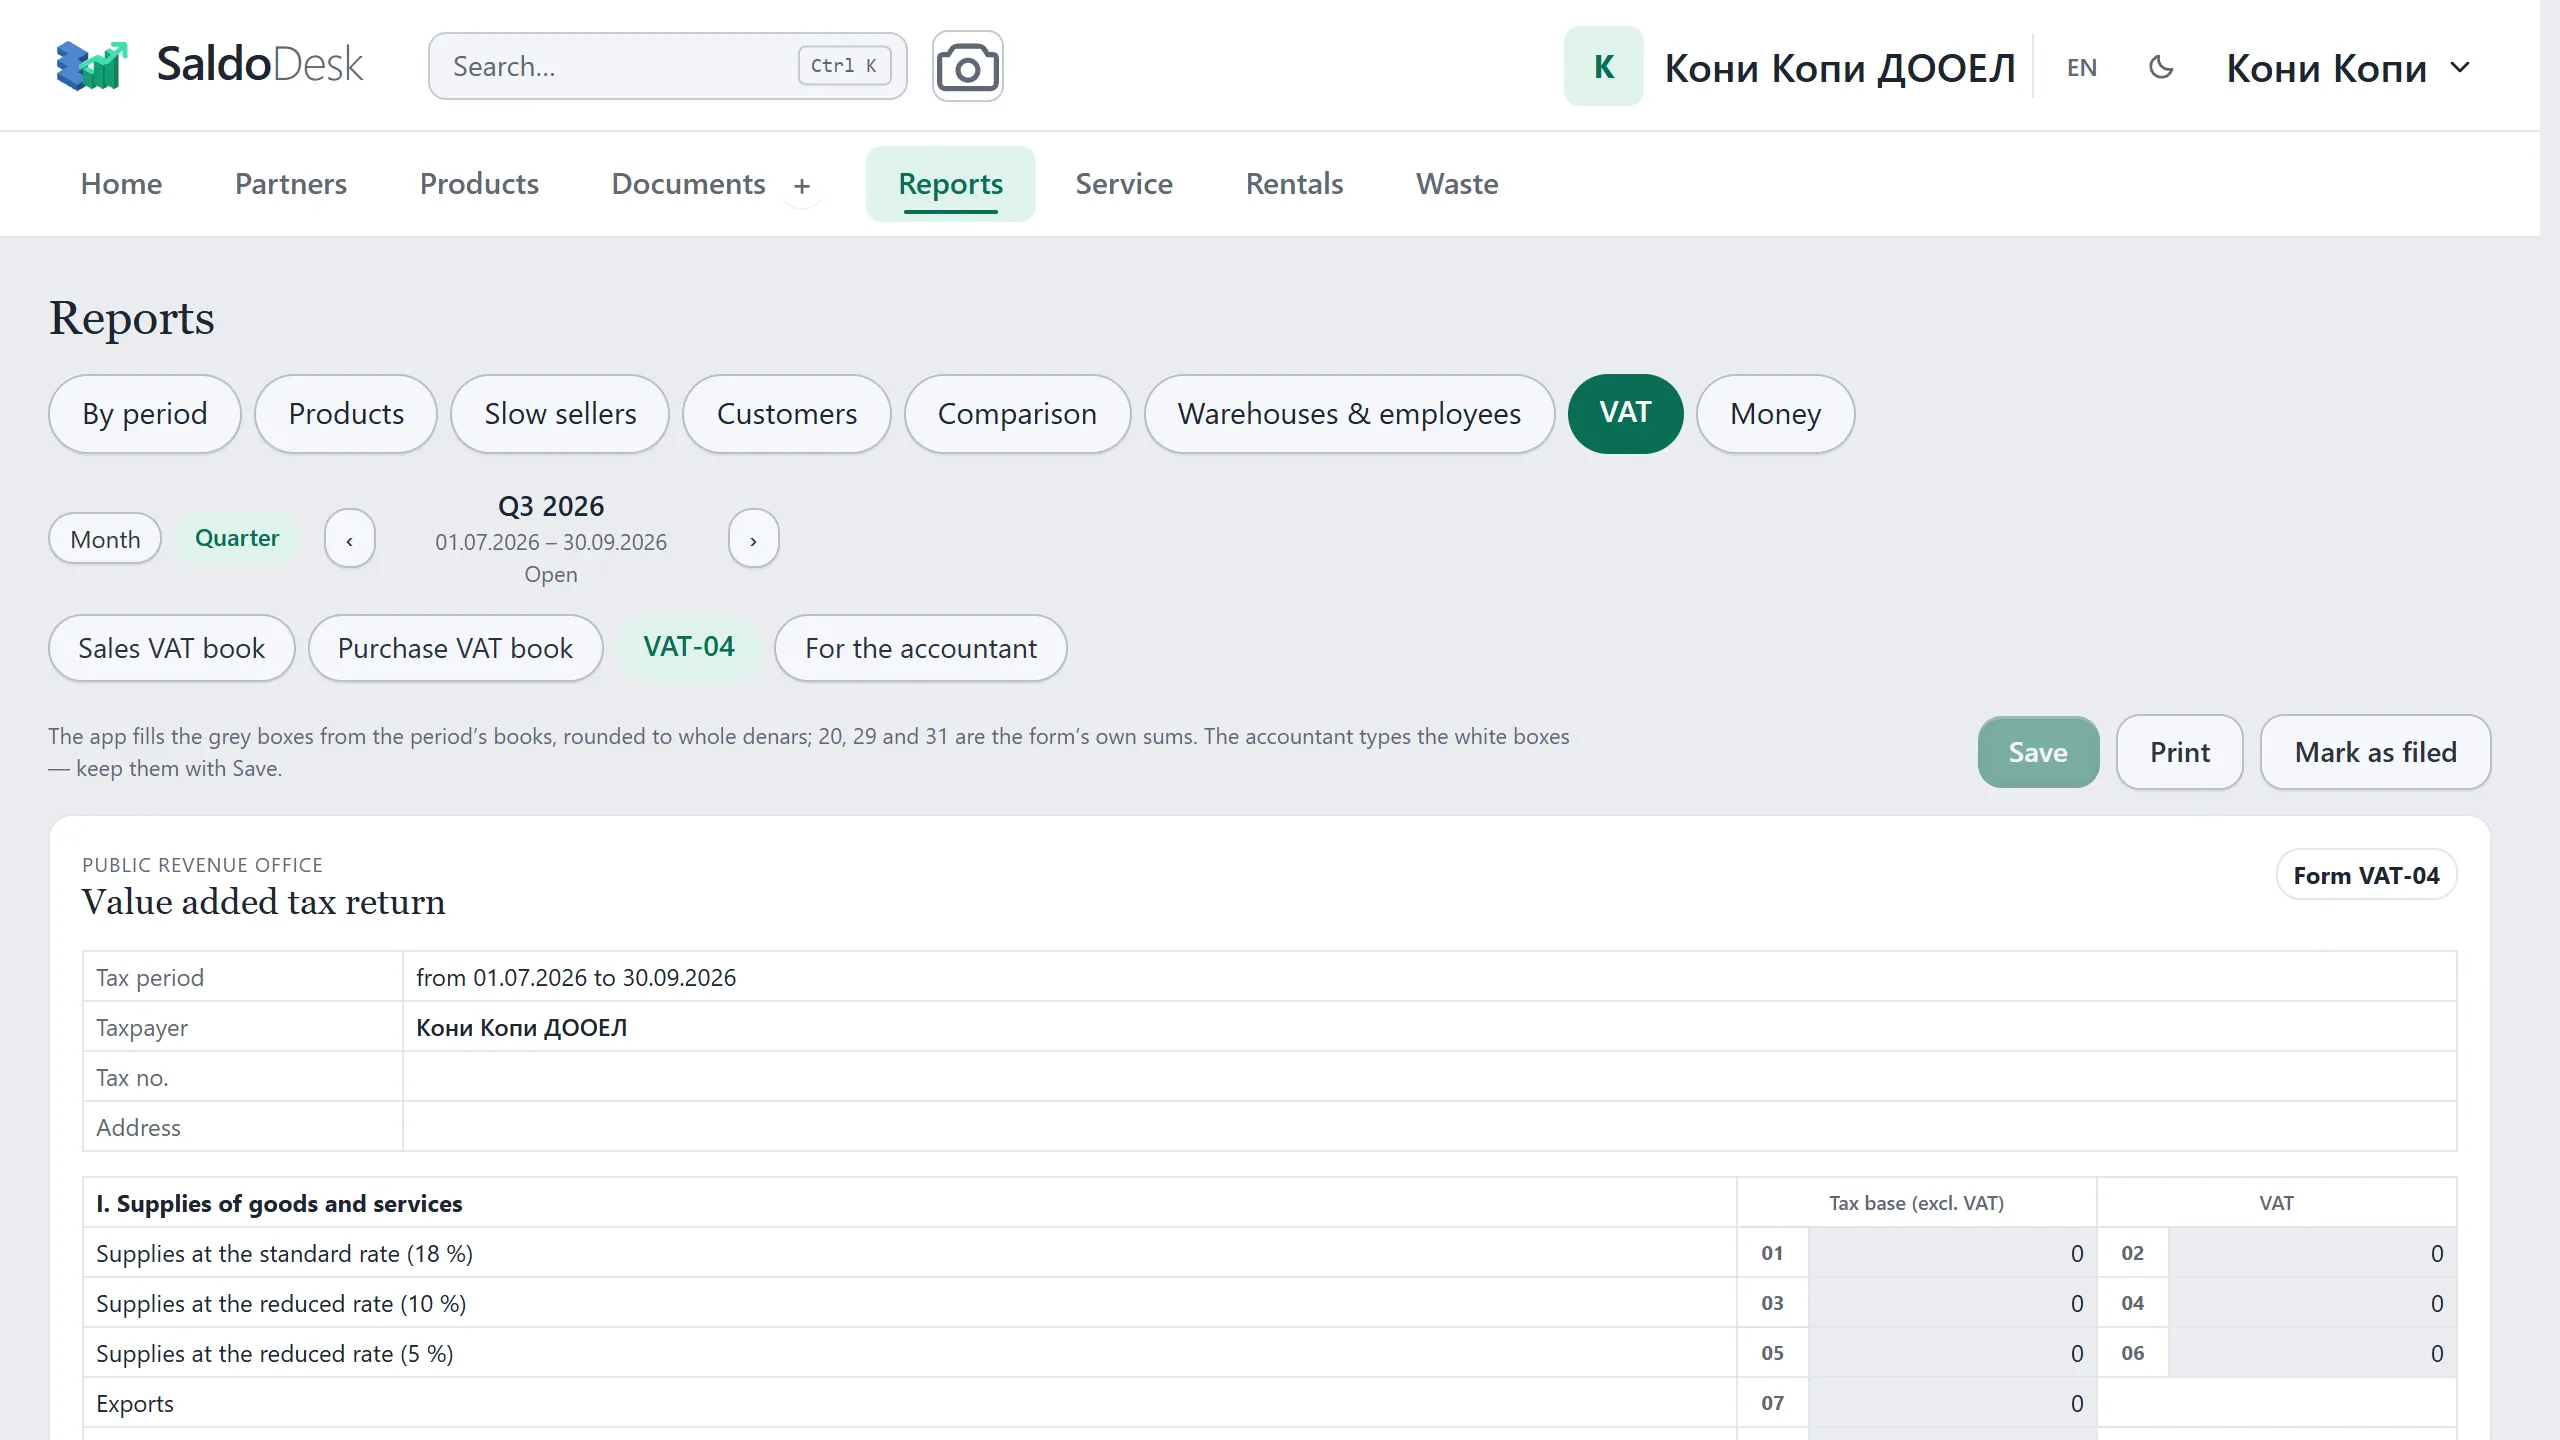 SaldoDesk
Search...
Ctrl K
K
Кони Копи ДООЕЛ
EN
Кони Копи
Home
Partners
Products
Documents +
Reports
Service
Rentals
Waste
Reports
By period
Products
Slow sellers
Customers
Comparison
Warehouses & employees
VAT
Money
Month
Quarter
‹
Q3 2026
01.07.2026 – 30.09.2026
Open
›
Sales VAT book
Purchase VAT book
VAT-04
For the accountant
The app fills the grey boxes from the period’s books, rounded to whole denars; 20, 29 and 31 are the form’s own sums. The accountant types the white boxes
— keep them with Save.
Save
Print
Mark as filed
PUBLIC REVENUE OFFICE
Value added tax return
Form VAT-04
Tax period from 01.07.2026 to 30.09.2026
Taxpayer Кони Копи ДООЕЛ
Tax no.
Address
I. Supplies of goods and services Tax base (excl. VAT) VAT
Supplies at the standard rate (18 %) 01 0 02 0
Supplies at the reduced rate (10 %) 03 0 04 0
Supplies at the reduced rate (5 %) 05 0 06 0
Exports 07 0